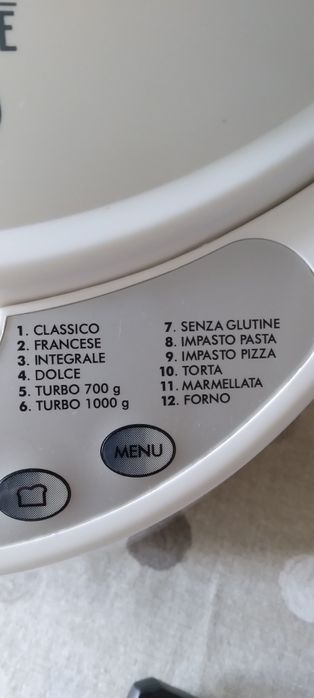 1. CLASSICO
2. FRANCESE
3. INTEGRALE
4. DOLCE
5. TURBO 700 g
6. TURBO 1000 g
7. SENZA GLUTINE
8. IMPASTO PASTA
9. IMPASTO PIZZA
10. TORTA
11. MARMELLATA
12. FORNO
MENU